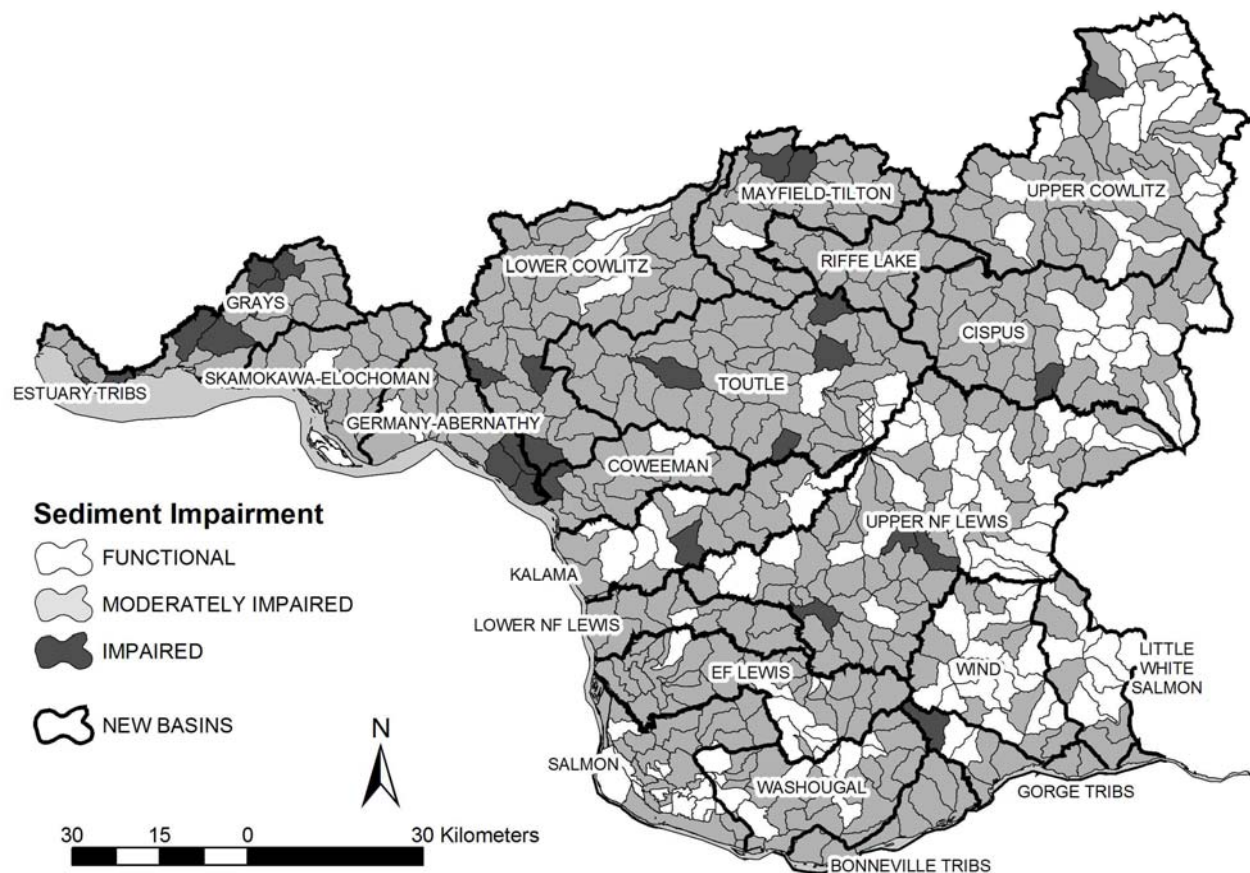 UPPER COWLITZ
MAYFIELD-TILTON
LOWER COWLITZ
RIFFE LAKE
GRAYS
CISPUS
TOUTLE
SKAMOKAWA-ELOCHOMAN
ESTUARY TRIBS
GERMANY-ABERNATHY
COWEEMAN
UPPER NF LEWIS
KALAMA
LOWER NF LEWIS
EF LEWIS
WIND
LITTLE
WHITE
SALMON
SALMON
WASHOUGAL
GORGE TRIBS
BONNEVILLE TRIBS
Sediment Impairment
FUNCTIONAL
MODERATELY IMPAIRED
IMPAIRED
NEW BASINS
N
30 15 0 30 Kilometers